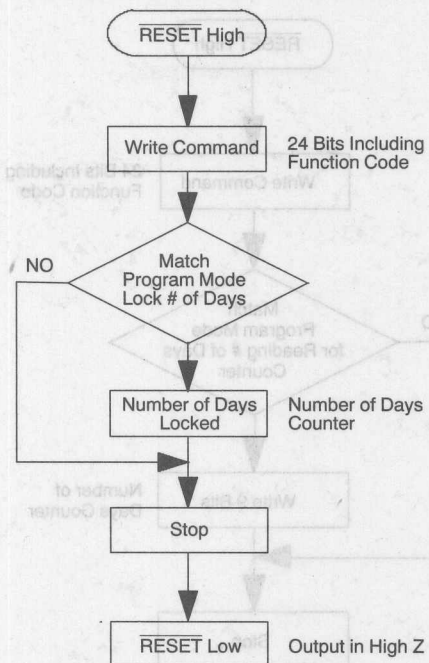 RESET High
Write Command
24 Bits Including
Function Code
NO
Match
Program Mode
Lock # of Days
Number of Days
Locked
Number of Days
Counter
Stop
RESET Low
Output in High Z